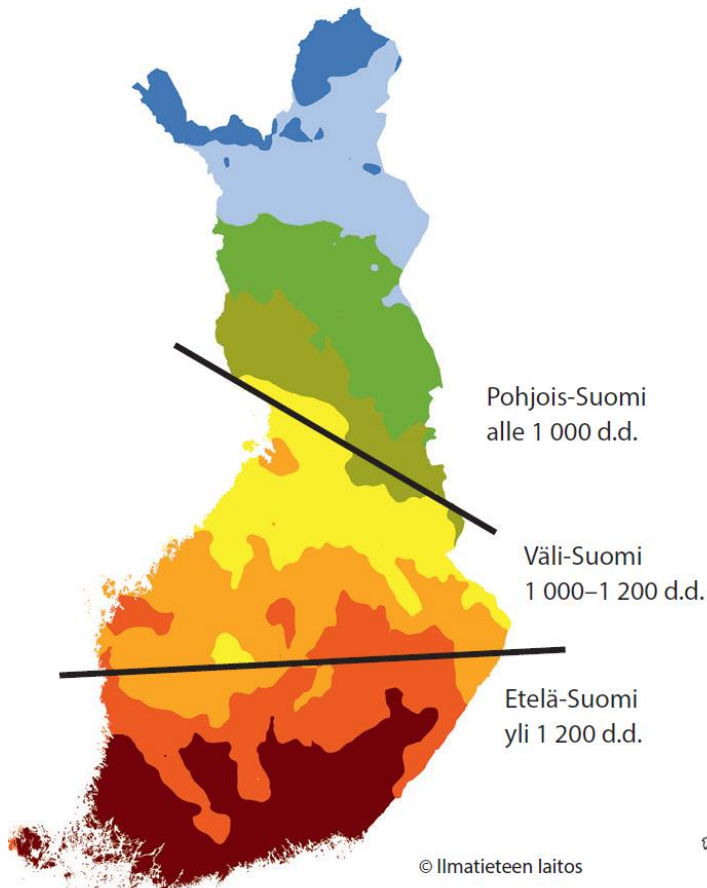 Pohjois-Suomi
alle 1 000 d.d.
Väli-Suomi
1 000–1 200 d.d.
Etelä-Suomi
yli 1 200 d.d.
© Ilmatieteen laitos